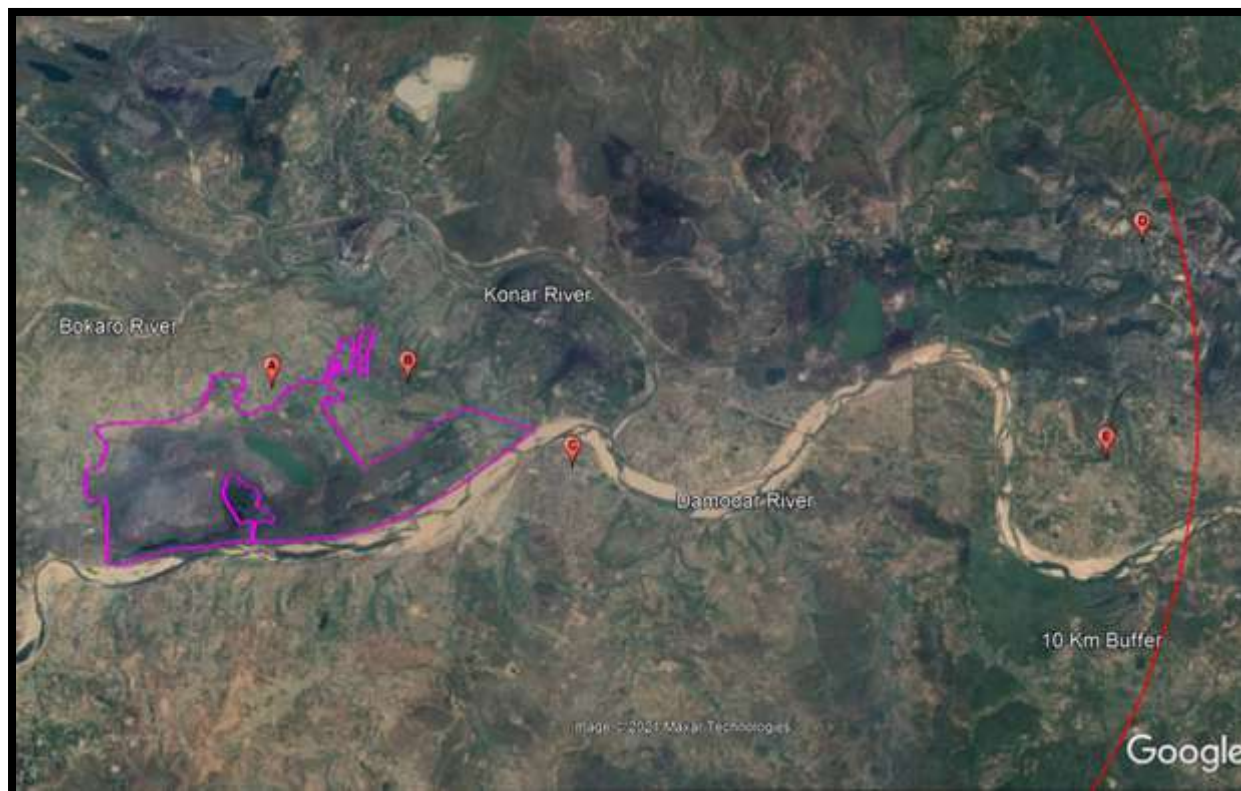 D
Konar River
Bokaro River
A
B
C
E
Damodar River
10 Km Buffer
Image © 2021 Maxar Technologies
Google